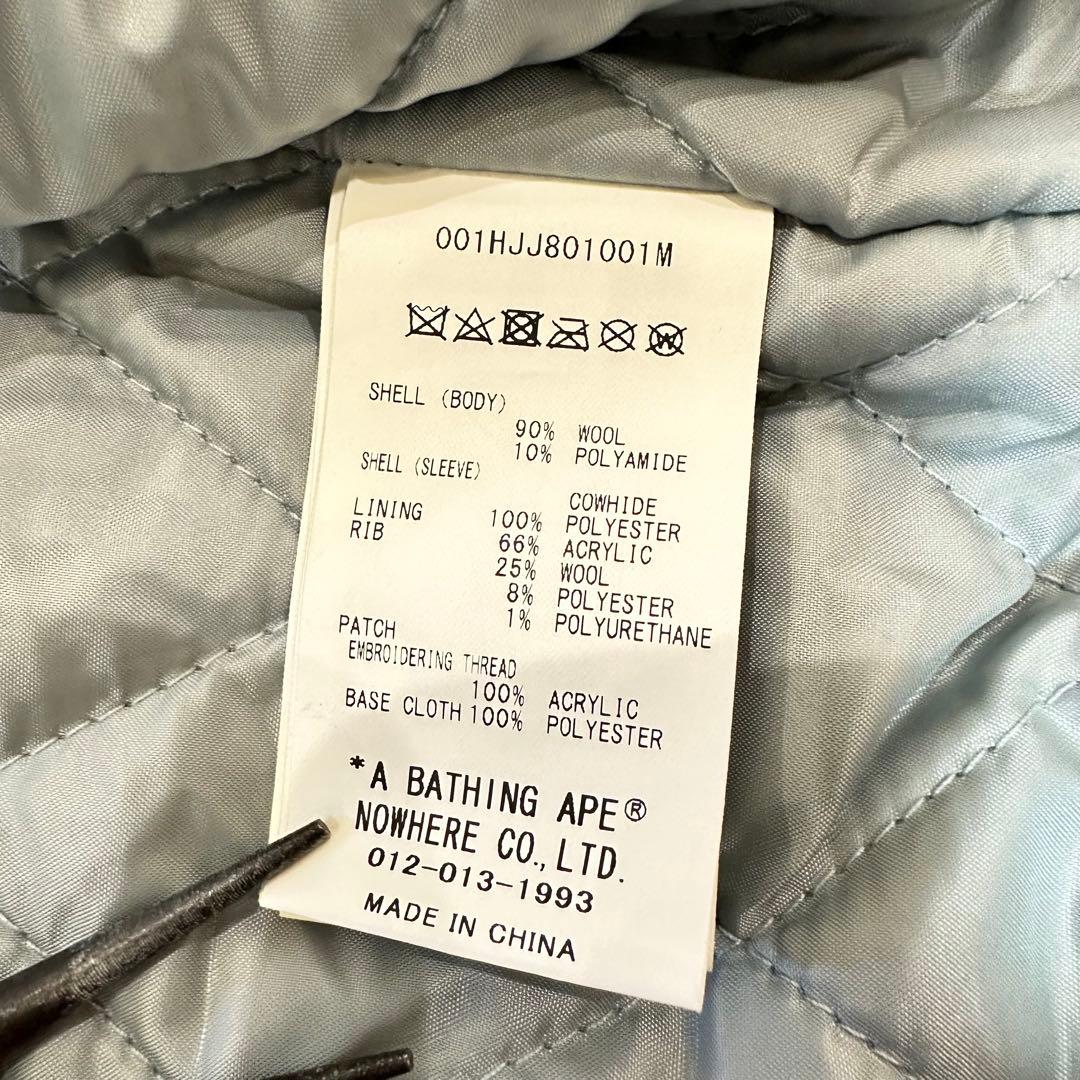 001HJJ801001M
SHELL (BODY)
90% WOOL
10% POLYAMIDE
SHELL (SLEEVE)
COWHIDE
LINING 100% POLYESTER
RIB 66% ACRYLIC
25% WOOL
8% POLYESTER
1% POLYURETHANE
PATCH
EMBROIDERING THREAD
100% ACRYLIC
BASE CLOTH 100% POLYESTER
*A BATHING APE®
NOWHERE CO., LTD.
012-013-1993
MADE IN CHINA